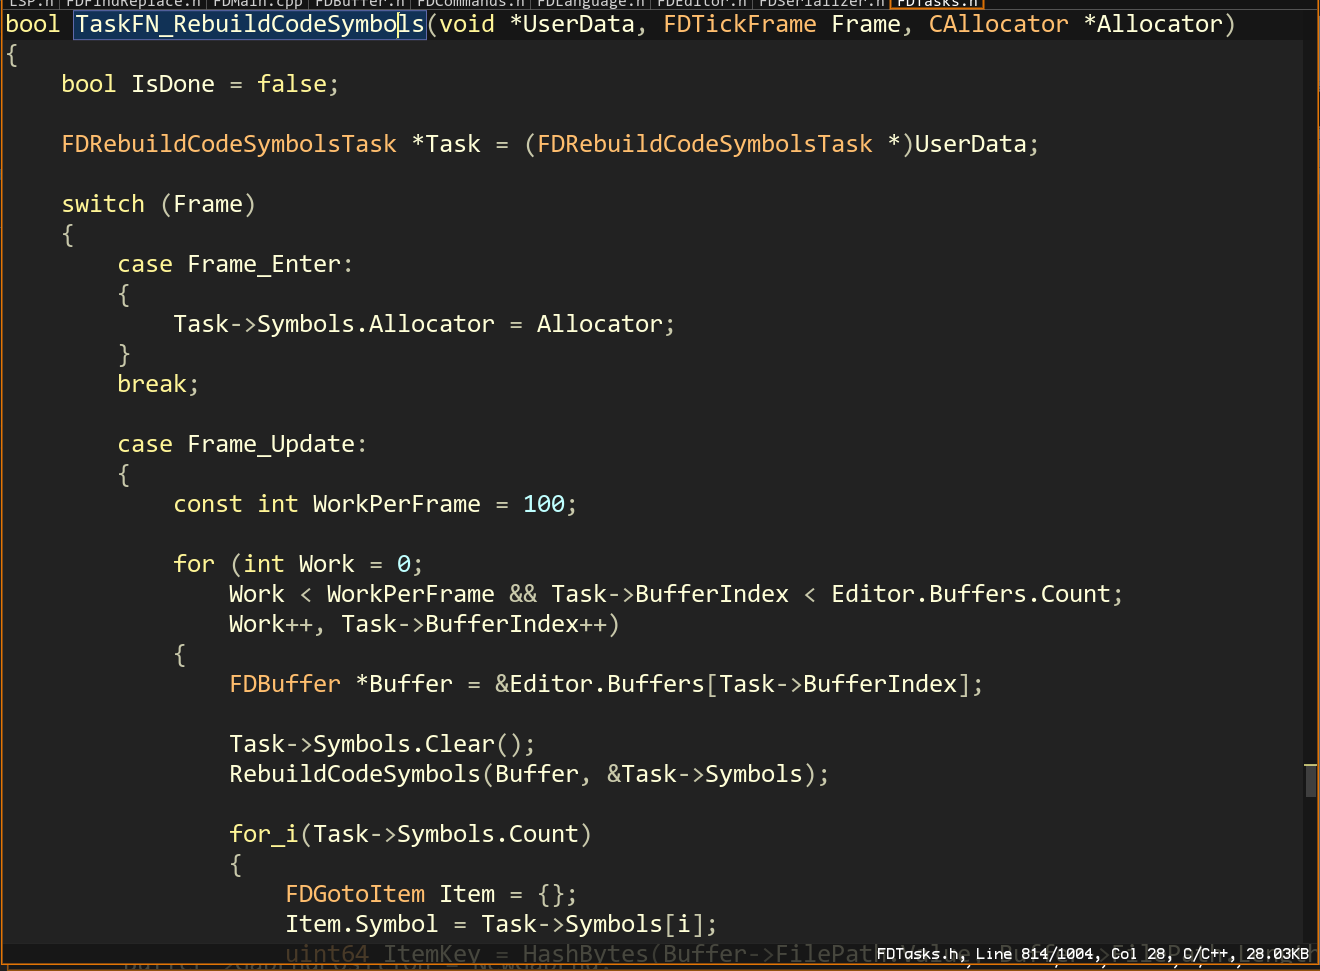 LSP.h FDFindReplace.h FDMain.cpp FDBuffer.h FDCommands.h FDLanguage.h FDEditor.h FDSerializer.h FDTasks.h
bool TaskFN_RebuildCodeSymbols(void *UserData, FDTickFrame Frame, CAllocator *Allocator)
{
bool IsDone = false;
FDRebuildCodeSymbolsTask *Task = (FDRebuildCodeSymbolsTask *)UserData;
switch (Frame)
{
case Frame_Enter:
{
Task->Symbols.Allocator = Allocator;
}
break;
case Frame_Update:
{
const int WorkPerFrame = 100;
for (int Work = 0;
Work < WorkPerFrame && Task->BufferIndex < Editor.Buffers.Count;
Work++, Task->BufferIndex++)
{
FDBuffer *Buffer = &Editor.Buffers[Task->BufferIndex];
Task->Symbols.Clear();
RebuildCodeSymbols(Buffer, &Task->Symbols);
for_i(Task->Symbols.Count)
{
FDGotoItem Item = {};
Item.Symbol = Task->Symbols[i];
uint64 ItemKey = HashBytes(Buffer->FilePath
FDTasks.h, Line 814/1004, Col 28, C/C++, 28.03KB